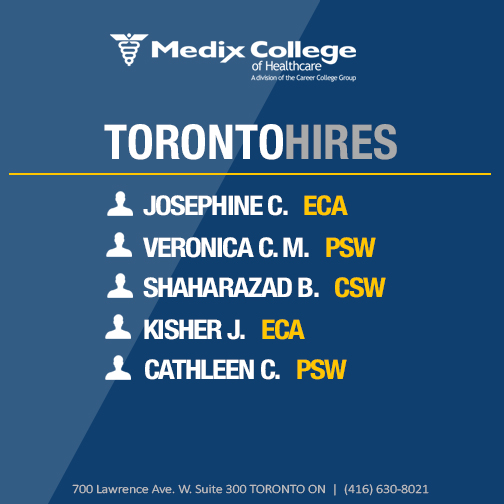 Medix College
of Healthcare
A division of the Career College Group
TORONTOHIRES
JOSEPHINE C. ECA
VERONICA C. M. PSW
SHAHARAZAD B. CSW
KISHER J. ECA
CATHLEEN C. PSW
700 Lawrence Ave. W. Suite 300 TORONTO ON | (416) 630-8021